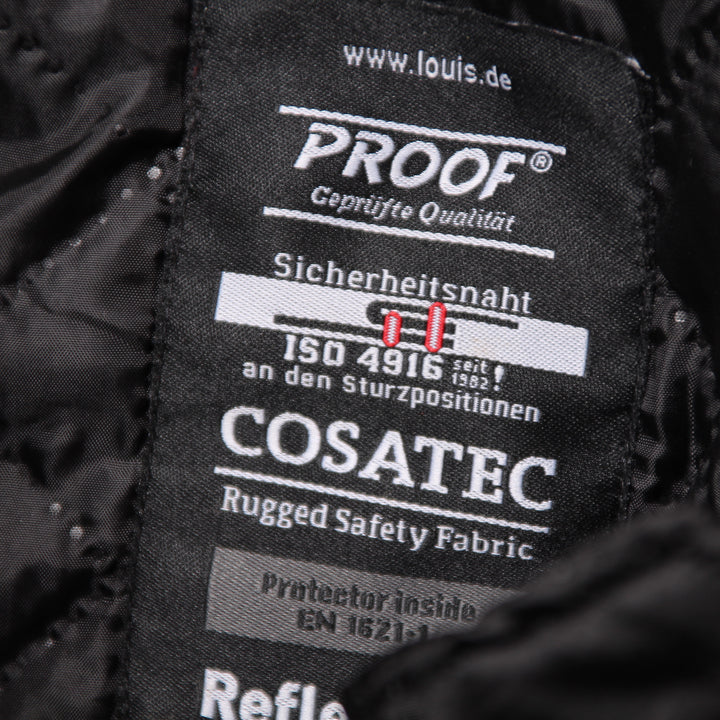 www.louis.de
PROOF®
Geprüfte Qualität
Sicherheitsnaht
ISO 4916 seit 1982!
an den Sturzpositionen
COSATEC
Rugged Safety Fabric
Protector inside
EN 1621-1
Refle